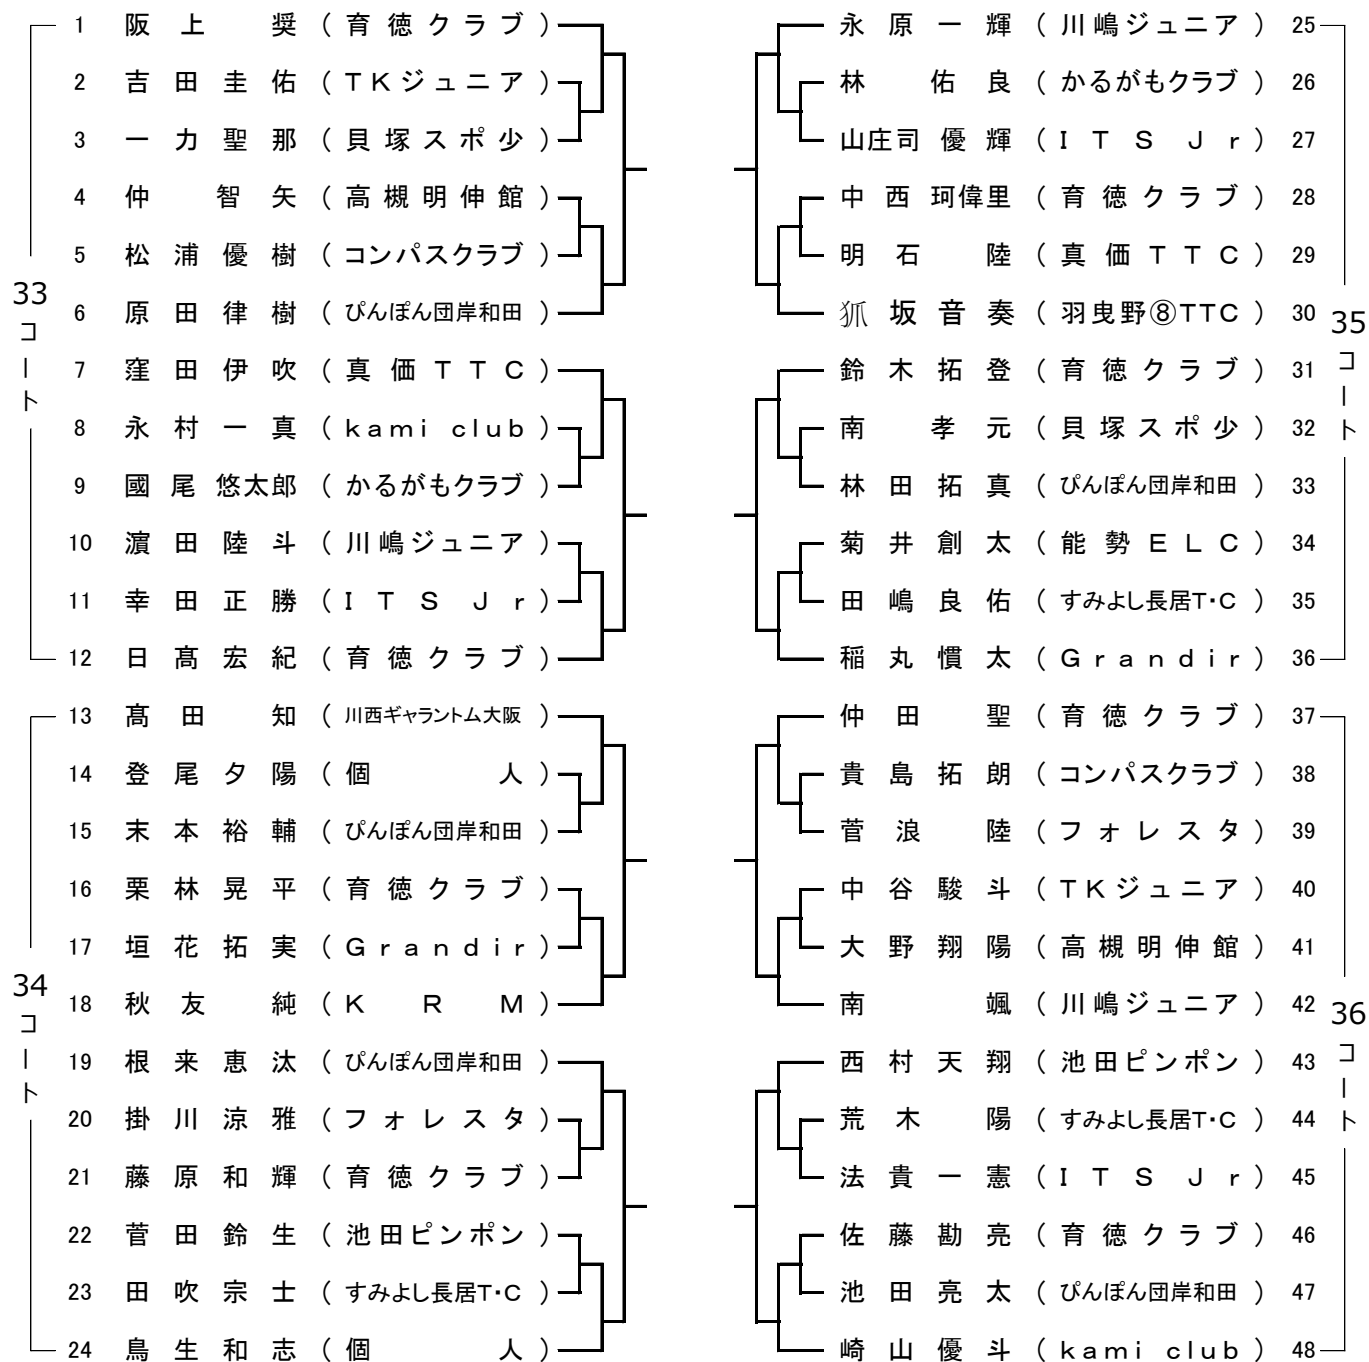 1 阪上 奨 (育徳クラブ)
2 吉田圭佑 (TKジュニア)
3 一力聖那 (貝塚スポ少)
4 仲 智矢 (高槻明伸館)
5 松浦優樹 (コンパスクラブ)
6 原田律樹 (ぴんぽん団岸和田)
7 窪田伊吹 (真価TTC)
8 永村一真 (kami club)
9 國尾悠太郎 (かるがもクラブ)
10 濵田陸斗 (川嶋ジュニア)
11 幸田正勝 (ITS Jr)
12 日髙宏紀 (育徳クラブ)
33コート
13 髙田 知 (川西ギャラントム大阪)
14 登尾夕陽 (個人)
15 末本裕輔 (ぴんぽん団岸和田)
16 栗林晃平 (育徳クラブ)
17 垣花拓実 (Grandir)
18 秋友 純 (KRM)
19 根来恵汰 (ぴんぽん団岸和田)
20 掛川涼雅 (フォレスタ)
21 藤原和輝 (育徳クラブ)
22 菅田鈴生 (池田ピンポン)
23 田吹宗士 (すみよし長居T・C)
24 鳥生和志 (個人)
34コート
永原一輝 (川嶋ジュニア) 25
林 佑良 (かるがもクラブ) 26
山庄司優輝 (ITS Jr) 27
中西珂偉里 (育徳クラブ) 28
明石 陸 (真価TTC) 29
狐坂音奏 (羽曳野⑧TTC) 30
鈴木拓登 (育徳クラブ) 31
南 孝元 (貝塚スポ少) 32
林田拓真 (ぴんぽん団岸和田) 33
菊井創太 (能勢ELC) 34
田嶋良佑 (すみよし長居T・C) 35
稲丸慣太 (Grandir) 36
35コート
仲田 聖 (育徳クラブ) 37
貴島拓朗 (コンパスクラブ) 38
菅浪 陸 (フォレスタ) 39
中谷駿斗 (TKジュニア) 40
大野翔陽 (高槻明伸館) 41
南 颯 (川嶋ジュニア) 42
西村天翔 (池田ピンポン) 43
荒木 陽 (すみよし長居T・C) 44
法貴一憲 (ITS Jr) 45
佐藤勘亮 (育徳クラブ) 46
池田亮太 (ぴんぽん団岸和田) 47
崎山優斗 (kami club) 48
36コート